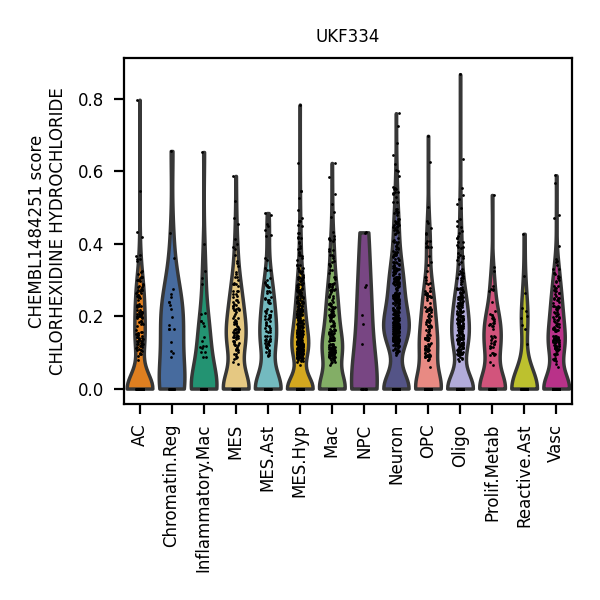 UKF334
CHEMBL1484251 score
CHLORHEXIDINE HYDROCHLORIDE
0.8
0.6
0.4
0.2
0.0
AC
Chromatin.Reg
Inflammatory.Mac
MES
MES.Ast
MES.Hyp
Mac
NPC
Neuron
OPC
Oligo
Prolif.Metab
Reactive.Ast
Vasc